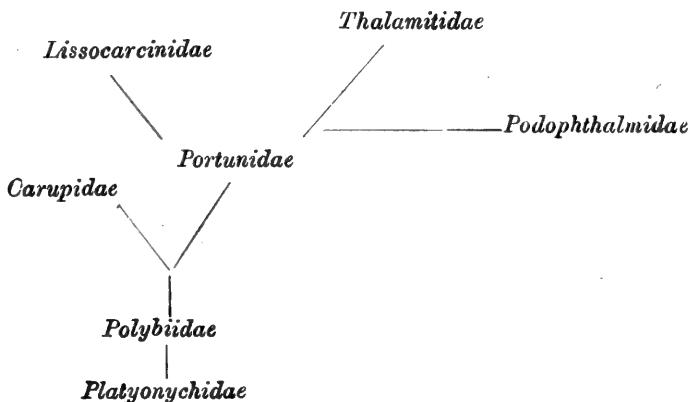 Thalamitidae
Lissocarcinidae
Podophthalmidae
Portunidae
Carupidae
Polybiidae
Platyonychidae